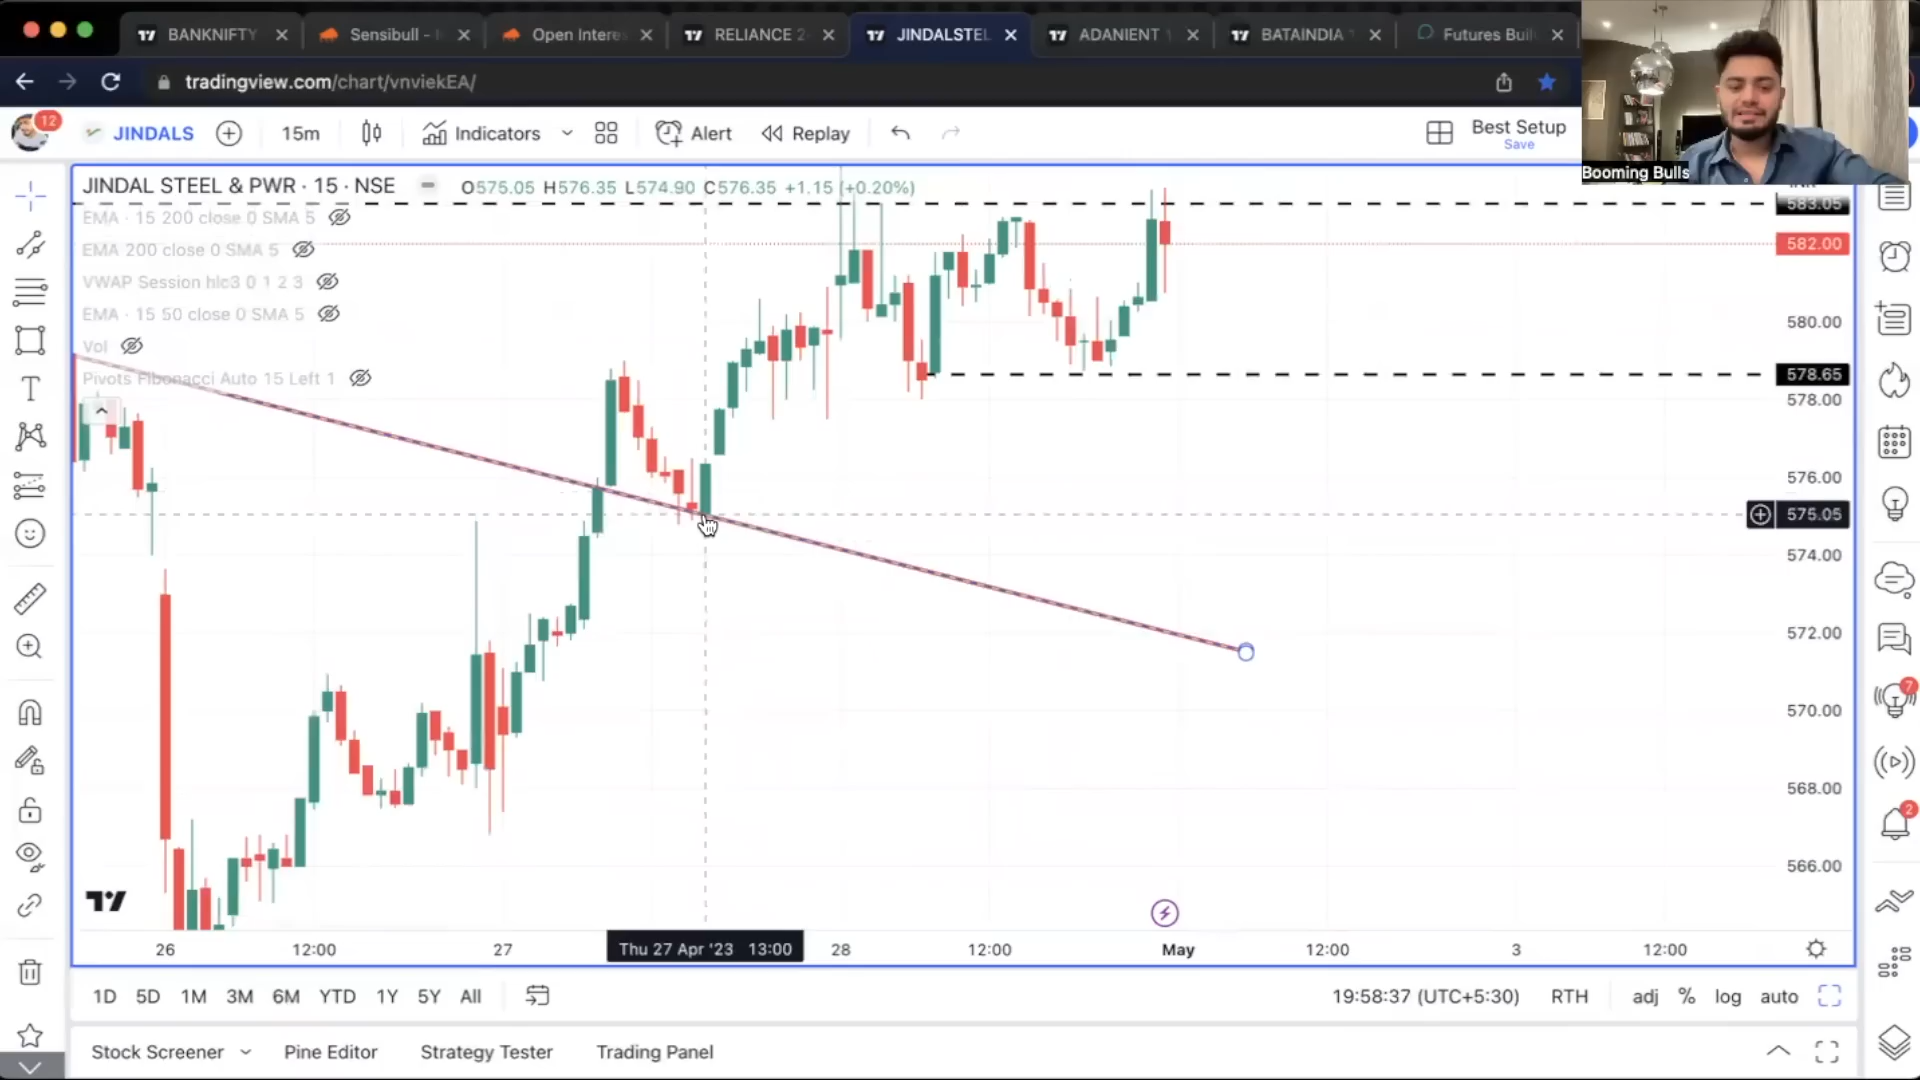 BANKNIFTY
Sensibull -
Open Interes
RELIANCE 2
JINDALSTEL
ADANIENT 1
BATAINDIA
Futures Buil
tradingview.com/chart/vnviekEA/
12
JINDALS
15m
Indicators
Alert
Replay
Best Setup
Save
Booming Bulls
JINDAL STEEL & PWR · 15 · NSE
O575.05 H576.35 L574.90 C576.35 +1.15 (+0.20%)
EMA · 15 200 close 0 SMA 5
EMA 200 close 0 SMA 5
VWAP Session hlc3 0 1 2 3
EMA · 15 50 close 0 SMA 5
Vol
Pivots Fibonacci Auto 15 Left 1
583.05
582.00
580.00
578.65
578.00
576.00
575.05
574.00
572.00
570.00
568.00
566.00
7
2
26
12:00
27
Thu 27 Apr '23 13:00
28
12:00
May
12:00
3
12:00
1D 5D 1M 3M 6M YTD 1Y 5Y All
19:58:37 (UTC+5:30)
RTH
adj % log auto
Stock Screener
Pine Editor
Strategy Tester
Trading Panel